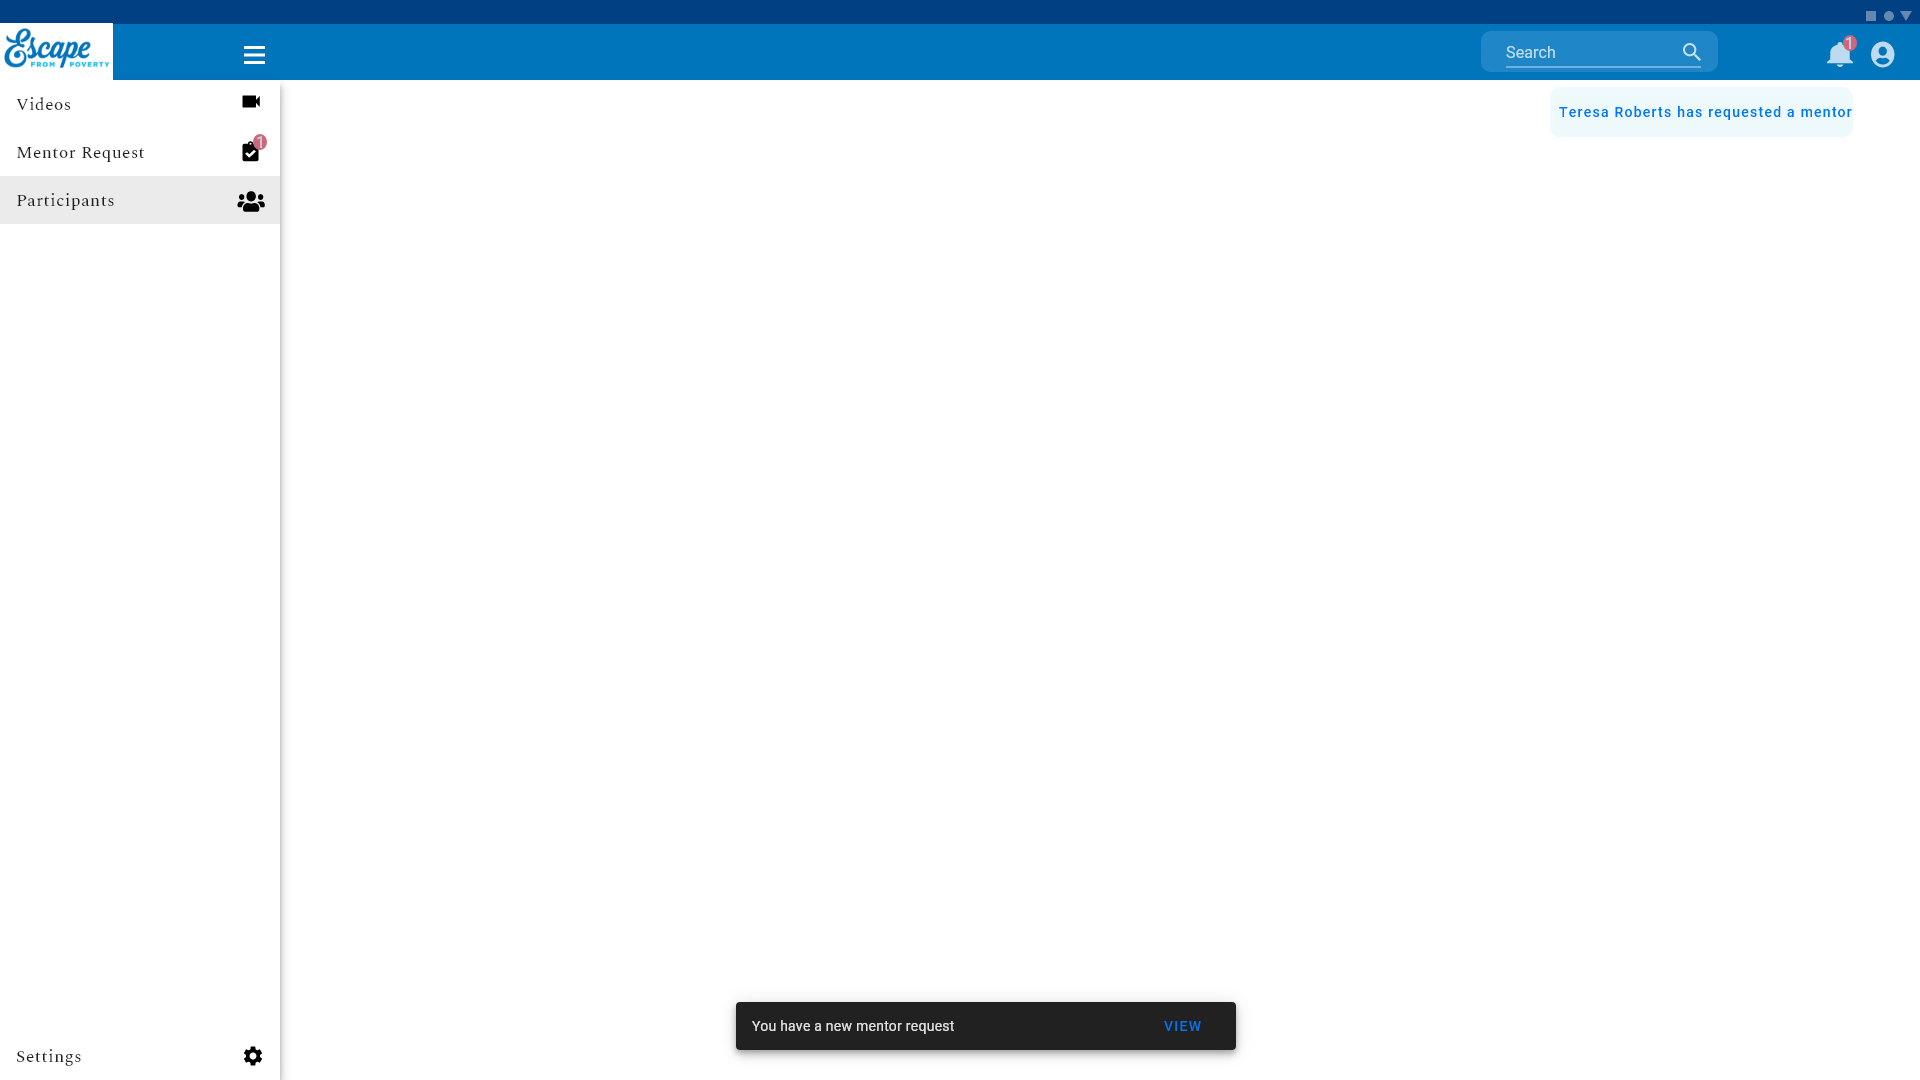 Escape
FROM POVERTY
Search
1
Teresa Roberts has requested a mentor
Videos
Mentor Request
1
Participants
You have a new mentor request
VIEW
Settings